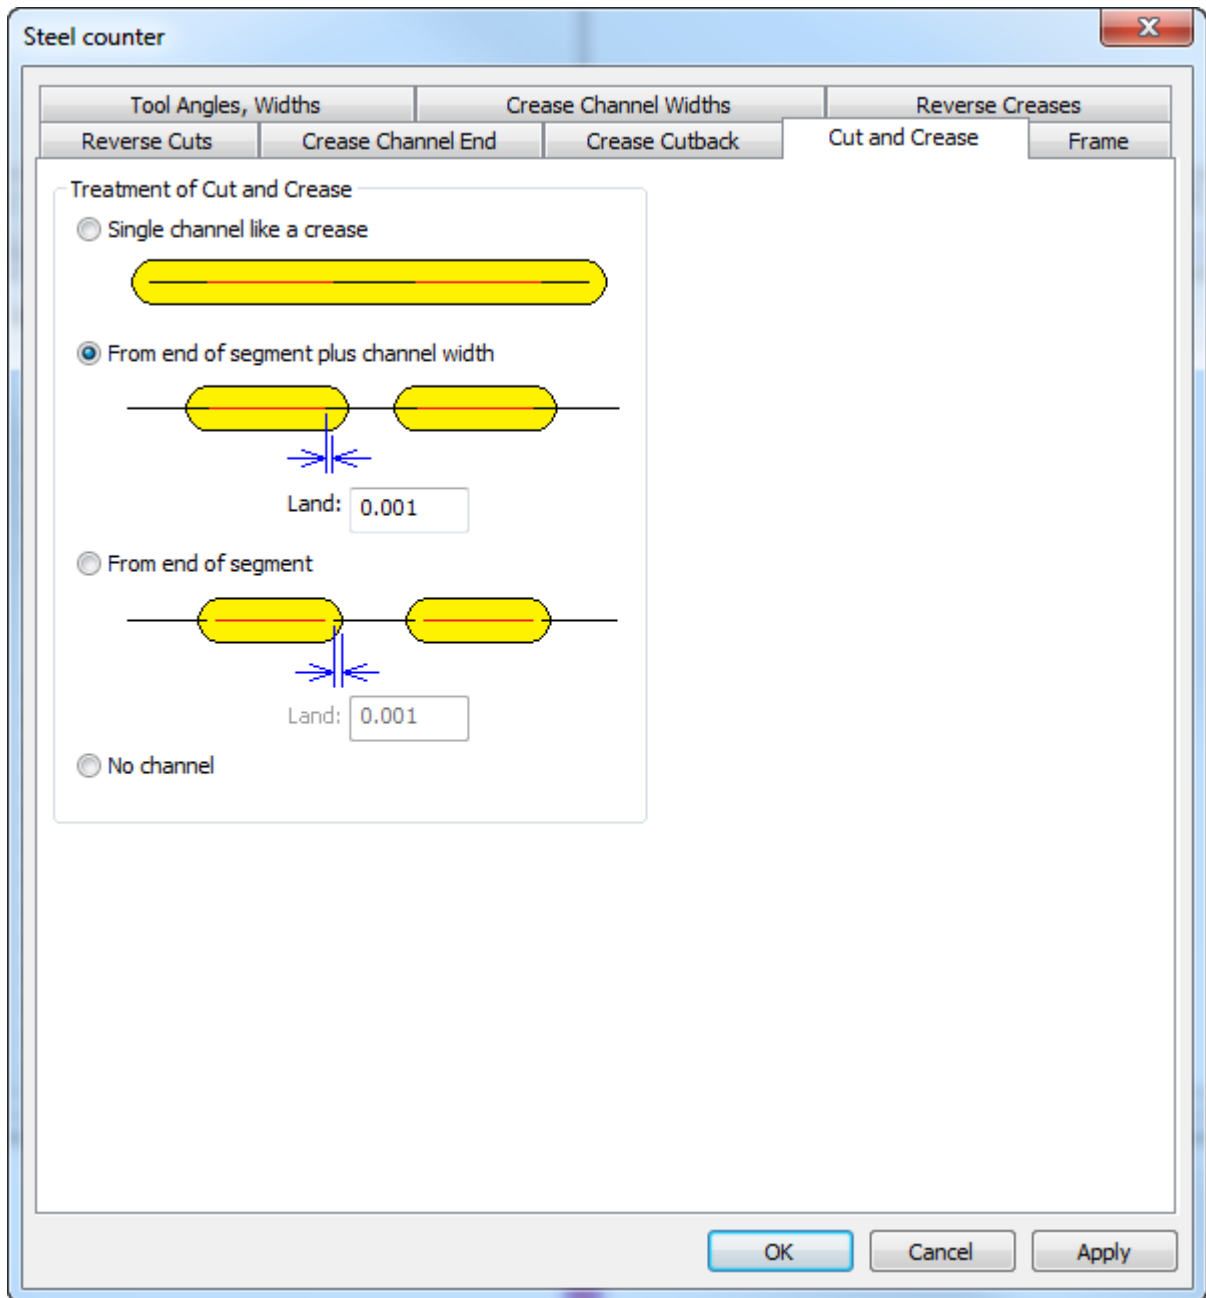 Steel counter
Tool Angles, Widths
Crease Channel Widths
Reverse Creases
Reverse Cuts
Crease Channel End
Crease Cutback
Cut and Crease
Frame
Treatment of Cut and Crease
Single channel like a crease
From end of segment plus channel width
Land: 0.001
From end of segment
Land: 0.001
No channel
OK
Cancel
Apply